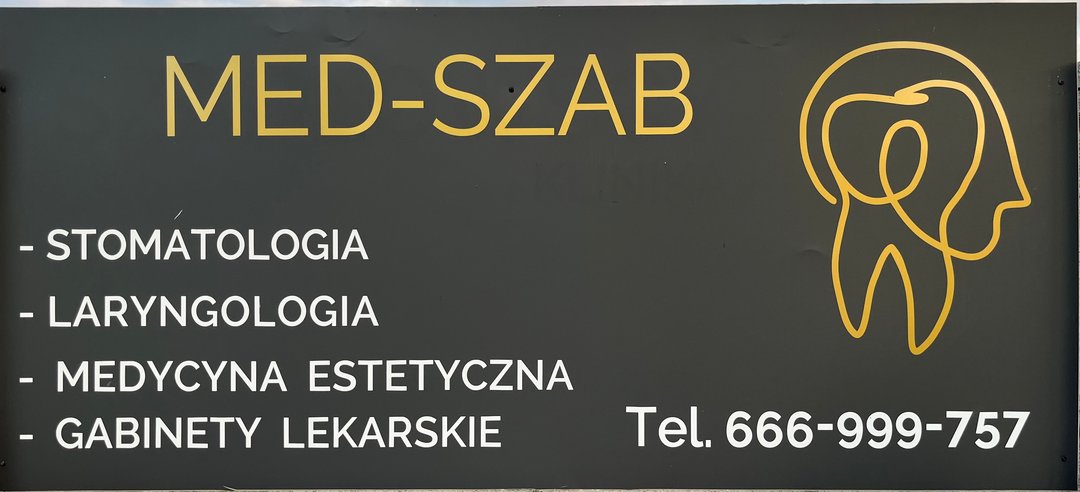 MED-SZAB
- STOMATOLOGIA
- LARYNGOLOGIA
- MEDYCYNA ESTETYCZNA
- GABINETY LEKARSKIE
Tel. 666-999-757